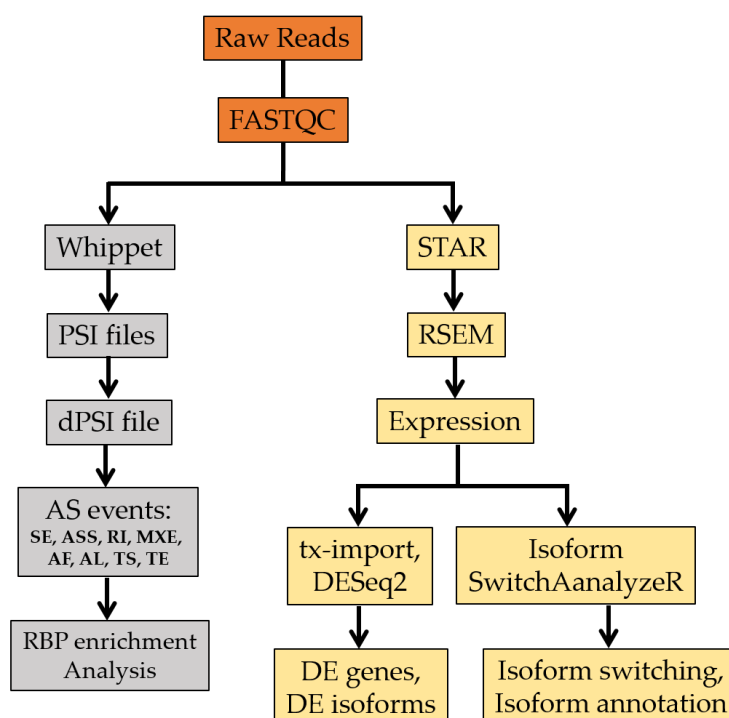 Raw Reads
FASTQC
Whippet
PSI files
dPSI file
AS events:
SE, ASS, RI, MXE,
AF, AL, TS, TE
RBP enrichment
Analysis
STAR
RSEM
Expression
tx-import,
DESeq2
DE genes,
DE isoforms
Isoform
SwitchAanalyzeR
Isoform switching,
Isoform annotation